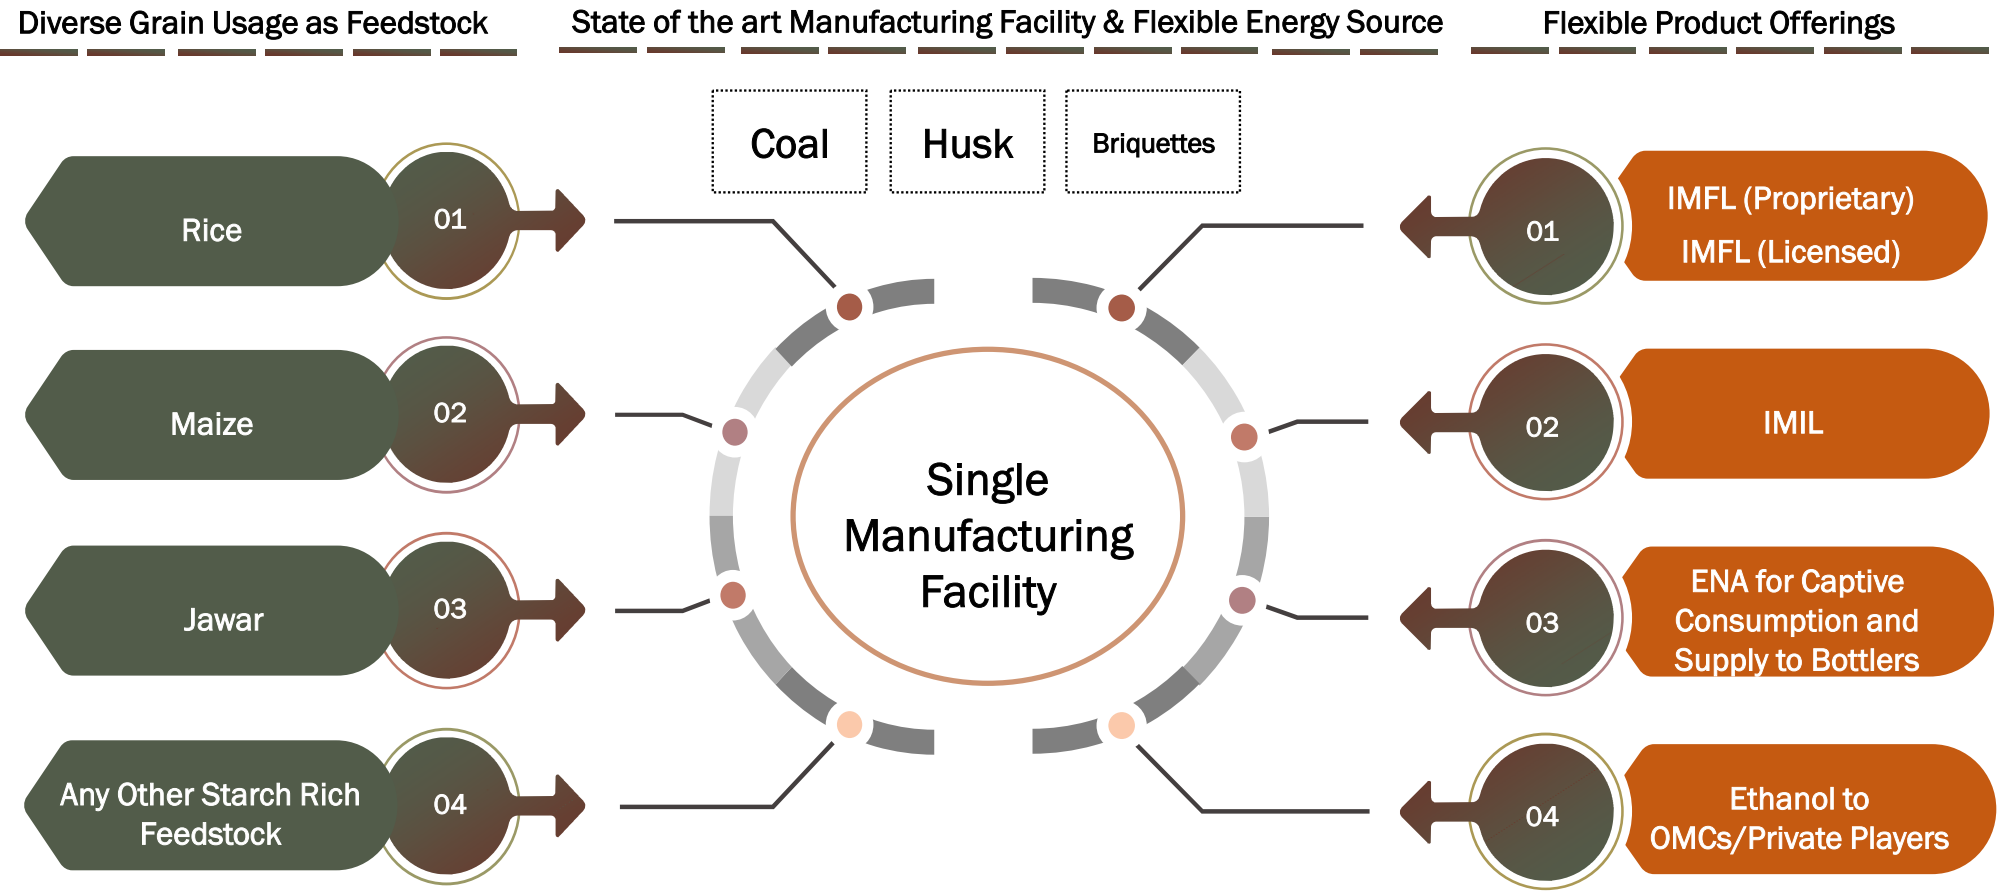 Diverse Grain Usage as Feedstock
State of the art Manufacturing Facility & Flexible Energy Source
Flexible Product Offerings
Coal
Husk
Briquettes
Rice
01
Maize
02
Jawar
03
Any Other Starch Rich
Feedstock
04
Single
Manufacturing
Facility
01
IMFL (Proprietary)
IMFL (Licensed)
02
IMIL
03
ENA for Captive
Consumption and
Supply to Bottlers
04
Ethanol to
OMCs/Private Players